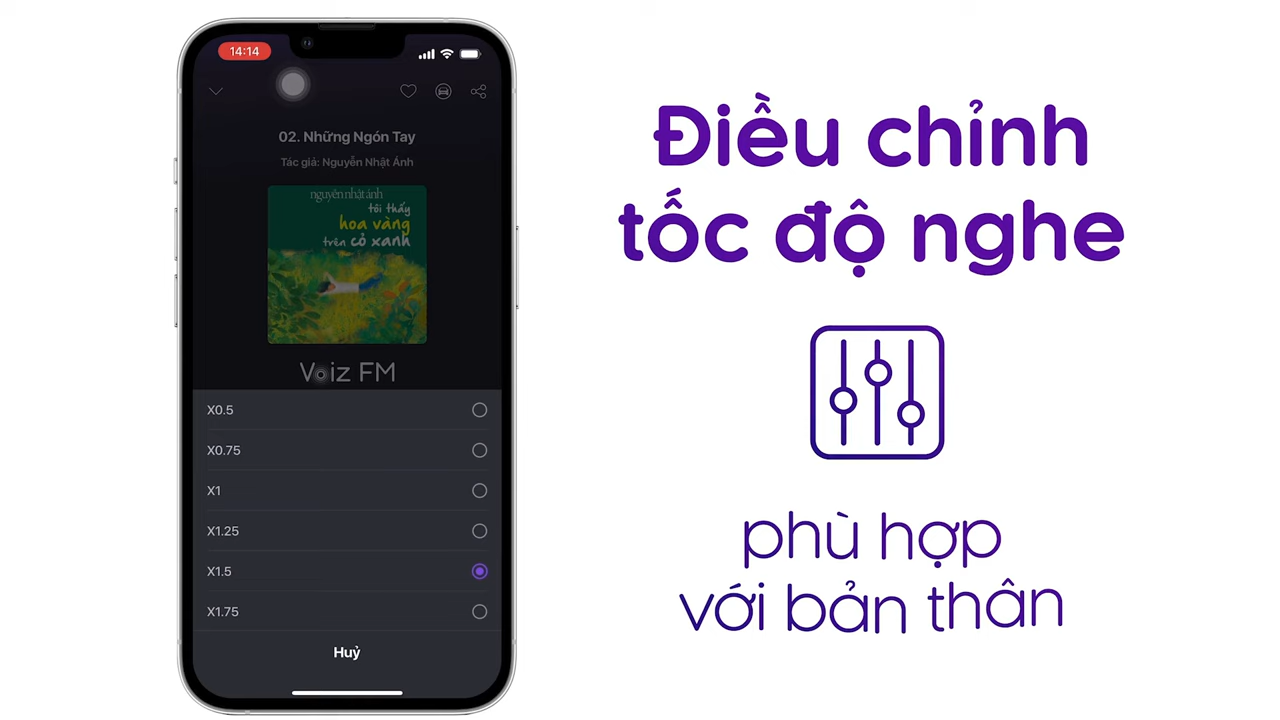 14:14
02. Những Ngón Tay
Tác giả: Nguyễn Nhật Ánh
nguyễn nhật ánh
tôi thấy
hoa vàng
trên cỏ xanh
Voiz FM
X0.5
X0.75
X1
X1.25
X1.5
X1.75
Huỷ
Điều chỉnh
tốc độ nghe
phù hợp
với bản thân